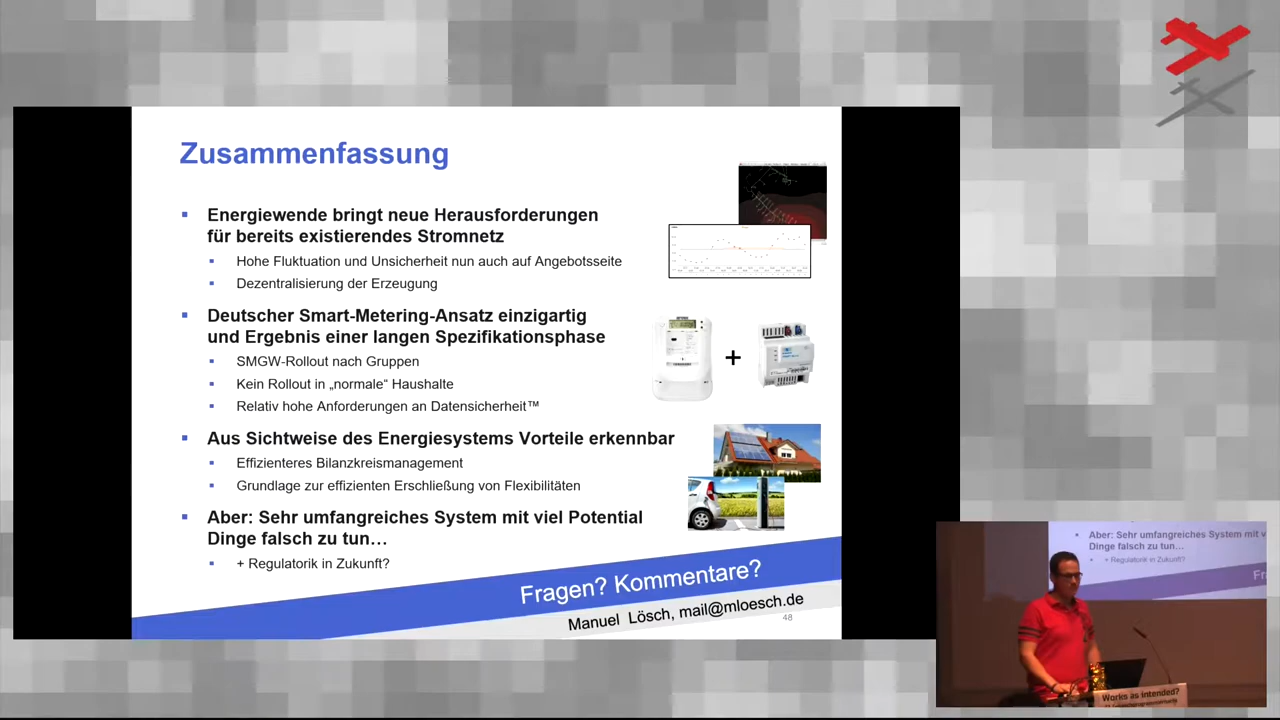 Zusammenfassung
Energiewende bringt neue Herausforderungen
für bereits existierendes Stromnetz
Hohe Fluktuation und Unsicherheit nun auch auf Angebotsseite
Dezentralisierung der Erzeugung
Deutscher Smart-Metering-Ansatz einzigartig
und Ergebnis einer langen Spezifikationsphase
SMGW-Rollout nach Gruppen
Kein Rollout in „normale“ Haushalte
Relativ hohe Anforderungen an Datensicherheit™
+
Aus Sichtweise des Energiesystems Vorteile erkennbar
Effizienteres Bilanzkreismanagement
Grundlage zur effizienten Erschließung von Flexibilitäten
Aber: Sehr umfangreiches System mit viel Potential
Dinge falsch zu tun…
+ Regulatorik in Zukunft?
Fragen? Kommentare?
Manuel Lösch, mail@mloesch.de
48
Aber: Sehr umfangreiches System mit v
Dinge falsch zu tun…
+ Regulatorik in Zukunft?
Fra
Works as intended?